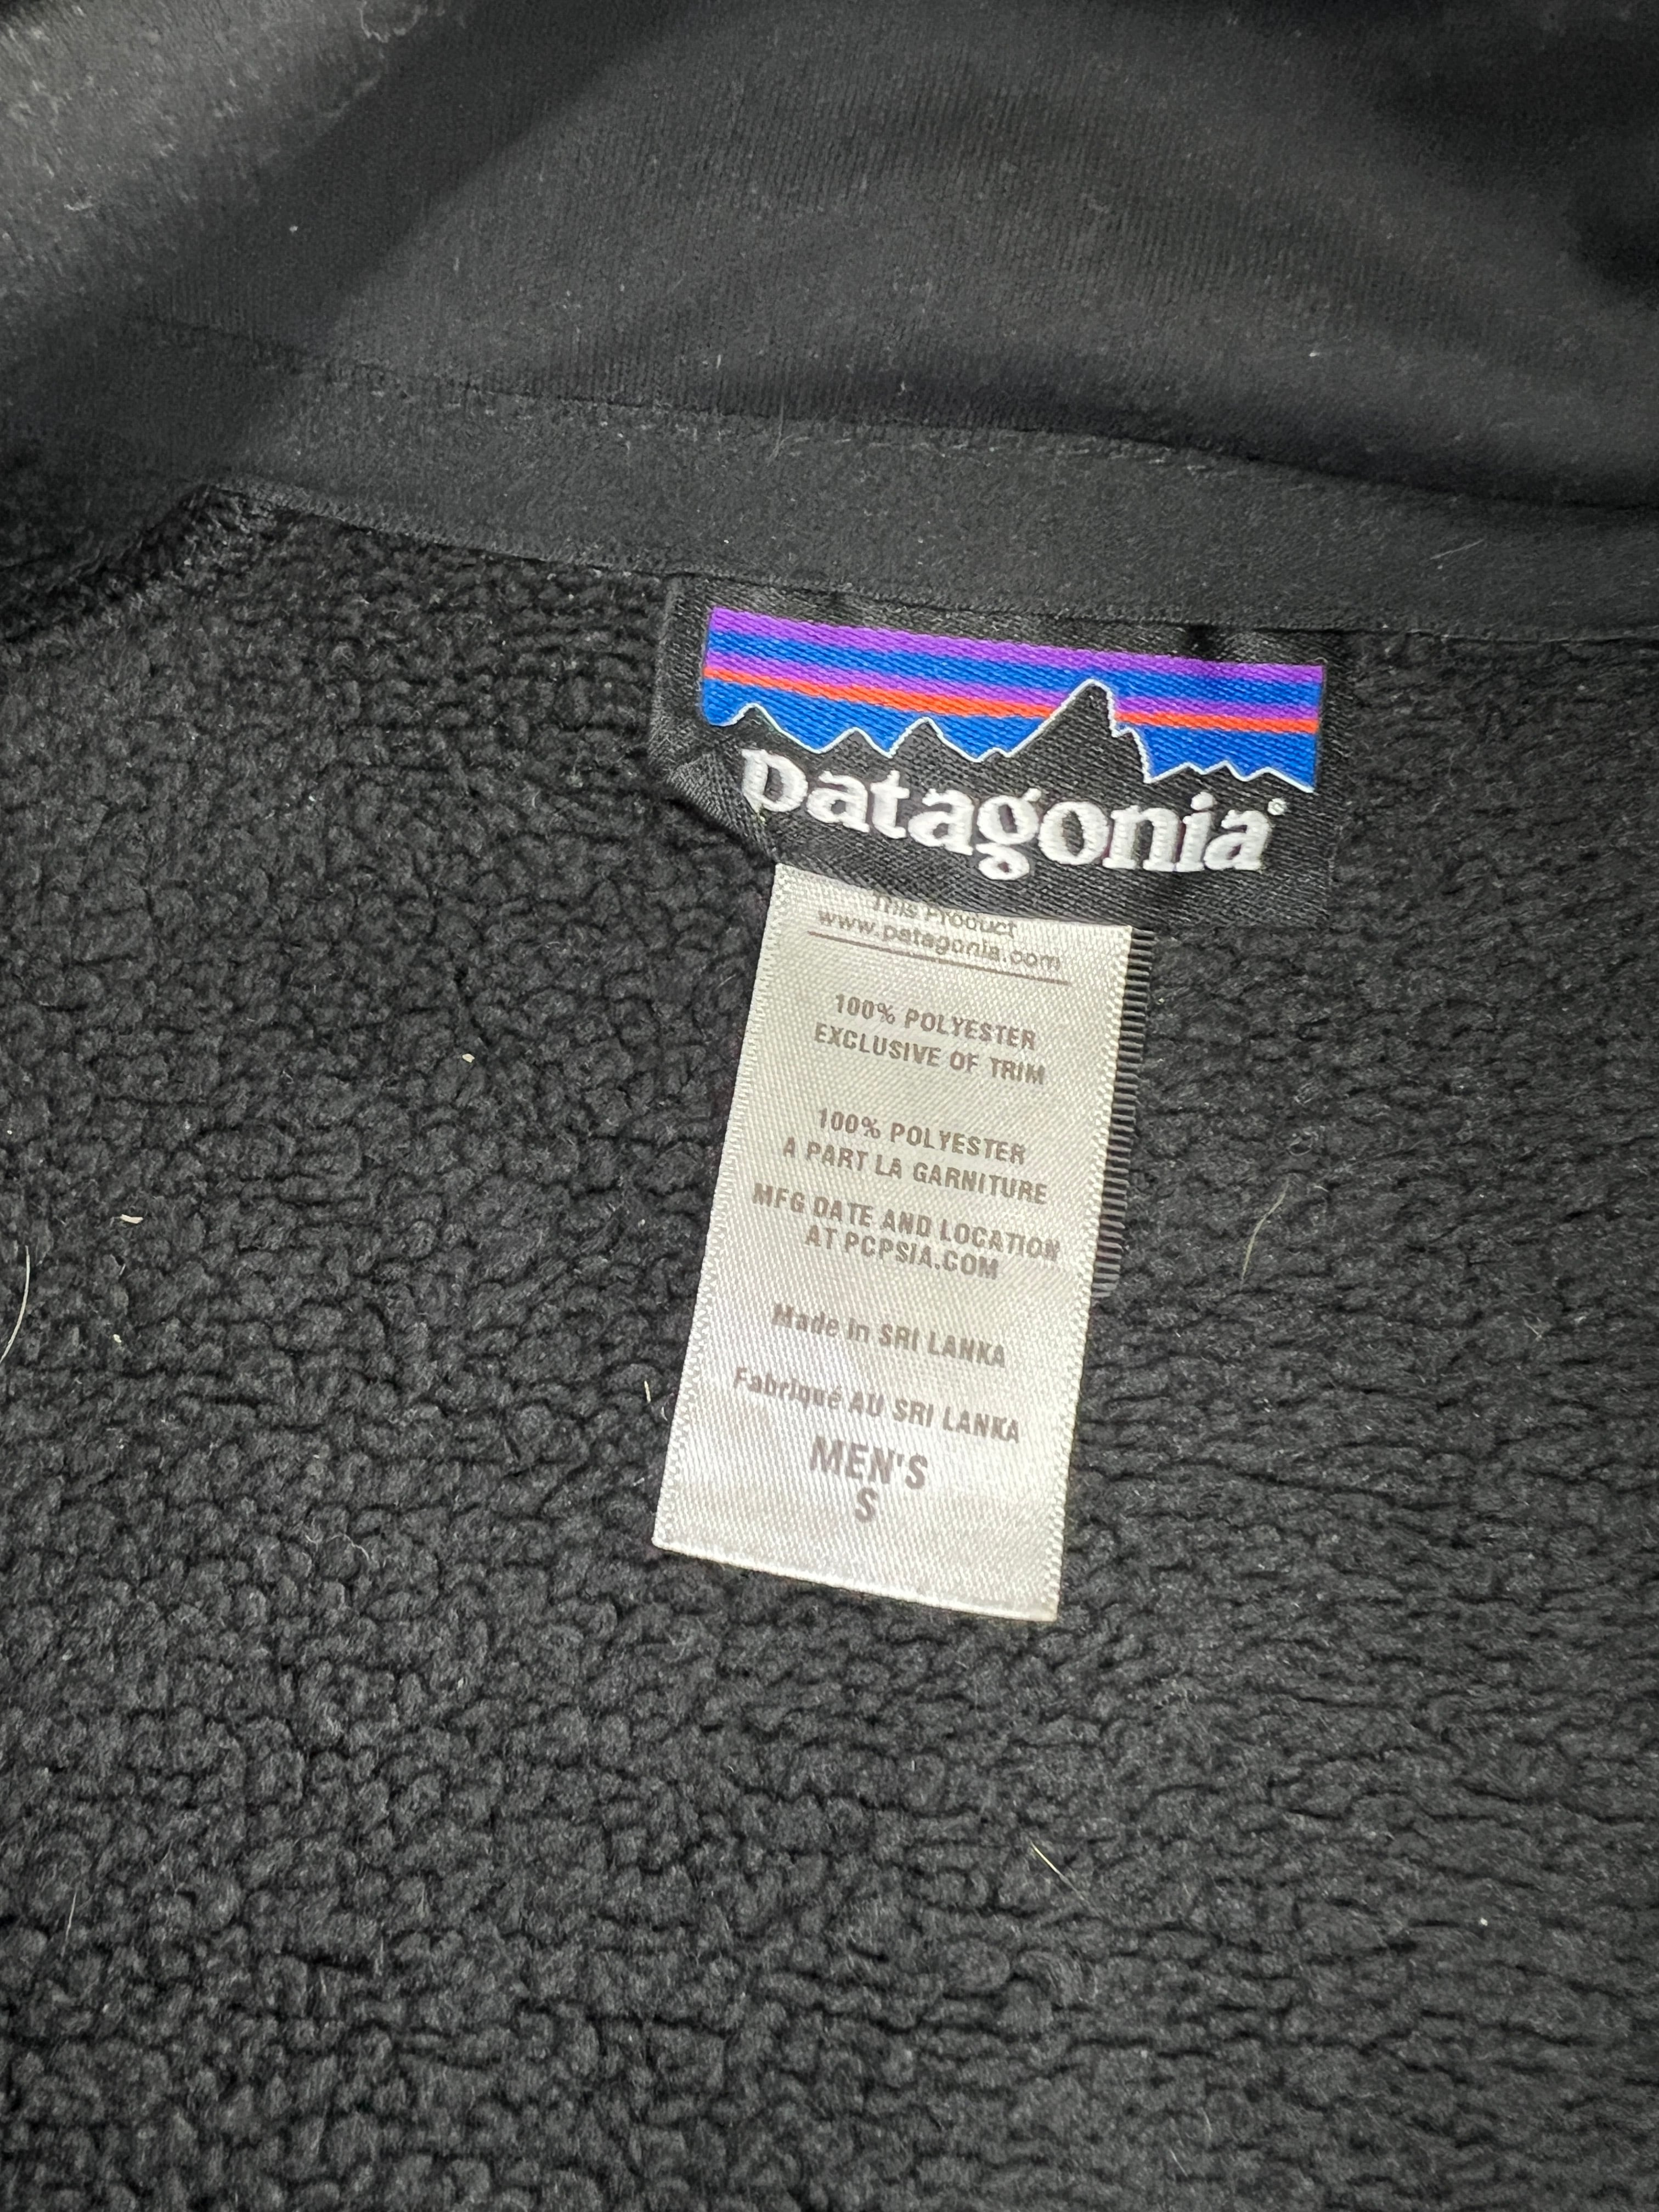 patagonia®
This Product
www.patagonia.com
100% POLYESTER
EXCLUSIVE OF TRIM
100% POLYESTER
A PART LA GARNITURE
MFG DATE AND LOCATION
AT PCPSIA.COM
Made in SRI LANKA
Fabriqué AU SRI LANKA
MEN'S
S